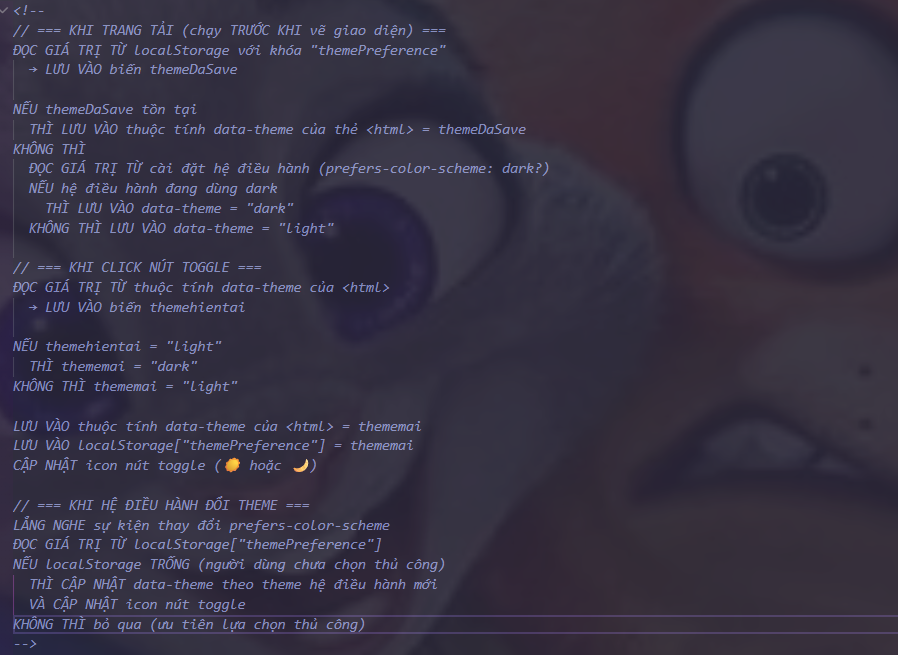 <!--
// === KHI TRANG TẢI (chạy TRƯỚC KHI vẽ giao diện) ===
ĐỌC GIÁ TRỊ TỪ localStorage với khóa "themePreference"
  → LƯU VÀO biến themeDaSave

NẾU themeDaSave tồn tại
  THÌ LƯU VÀO thuộc tính data-theme của thẻ <html> = themeDaSave
KHÔNG THÌ
  ĐỌC GIÁ TRỊ TỪ cài đặt hệ điều hành (prefers-color-scheme: dark?)
  NẾU hệ điều hành đang dùng dark
    THÌ LƯU VÀO data-theme = "dark"
  KHÔNG THÌ LƯU VÀO data-theme = "light"

// === KHI CLICK NÚT TOGGLE ===
ĐỌC GIÁ TRỊ TỪ thuộc tính data-theme của <html>
  → LƯU VÀO biến themehientai

NẾU themehientai = "light"
  THÌ thememai = "dark"
KHÔNG THÌ thememai = "light"

LƯU VÀO thuộc tính data-theme của <html> = thememai
LƯU VÀO localStorage["themePreference"] = thememai
CẬP NHẬT icon nút toggle (☀️ hoặc 🌙)

// === KHI HỆ ĐIỀU HÀNH ĐỔI THEME ===
LẮNG NGHE sự kiện thay đổi prefers-color-scheme
ĐỌC GIÁ TRỊ TỪ localStorage["themePreference"]
NẾU localStorage TRỐNG (người dùng chưa chọn thủ công)
  THÌ CẬP NHẬT data-theme theo theme hệ điều hành mới
  VÀ CẬP NHẬT icon nút toggle
KHÔNG THÌ bỏ qua (ưu tiên lựa chọn thủ công)
-->